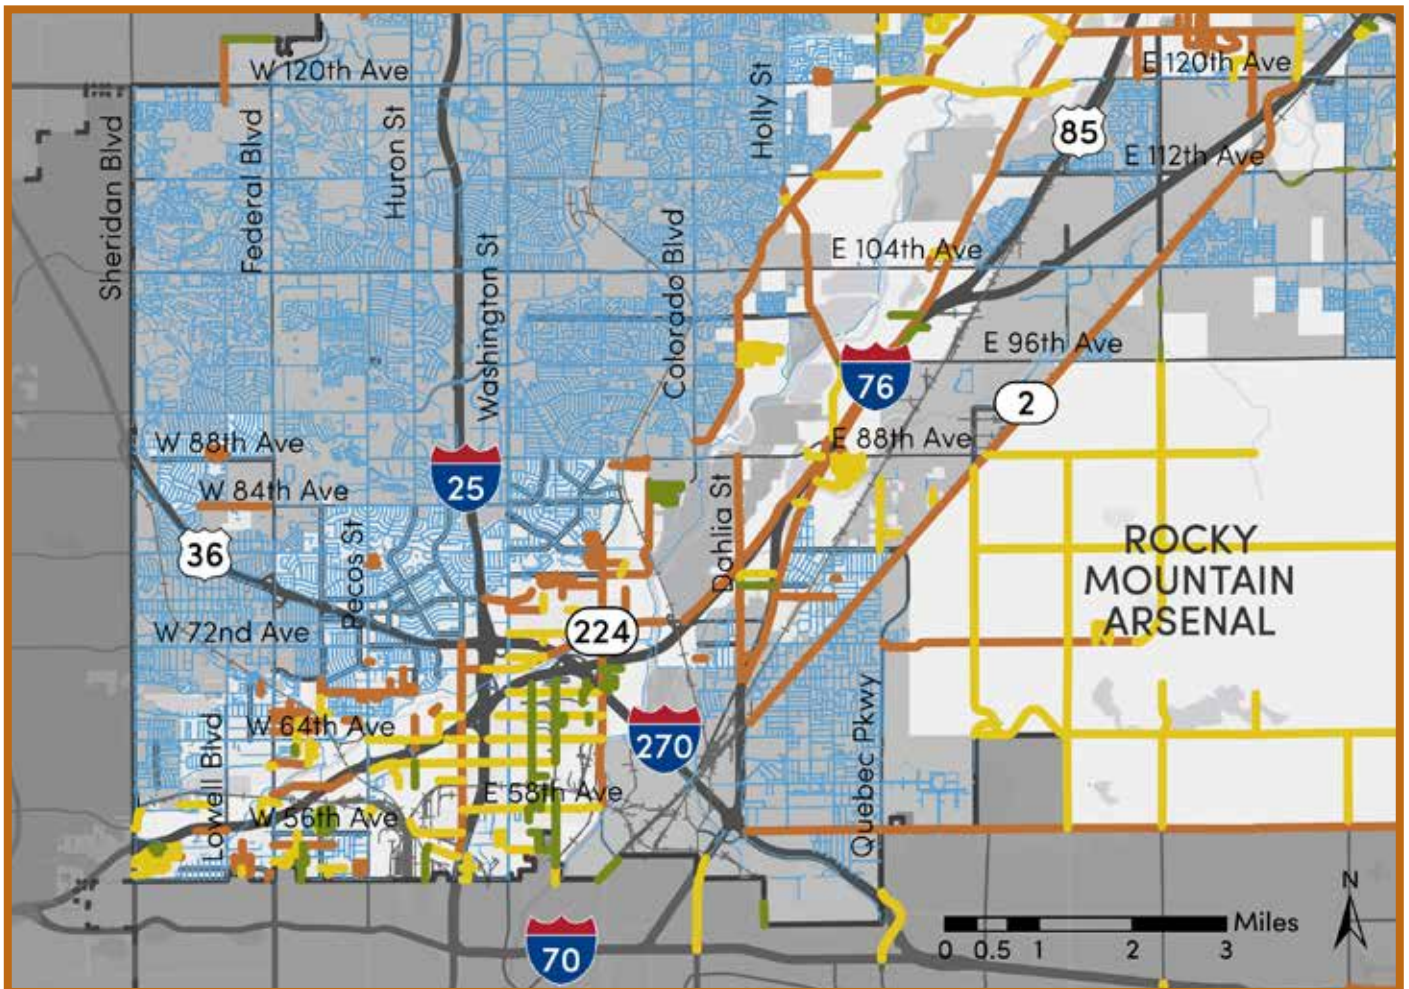 W 120th Ave
E 120th Ave
Holly St
Huron St
Federal Blvd
Sheridan Blvd
85
E 112th Ave
Washington St
Colorado Blvd
E 104th Ave
E 96th Ave
76
2
W 88th Ave
E 88th Ave
25
W 84th Ave
Pecos St
Dahlia St
36
ROCKY
MOUNTAIN
ARSENAL
W 72nd Ave
224
Lowell Blvd
W 64th Ave
270
Quebec Pkwy
E 58th Ave
W 56th Ave
N
70
Miles
0 0.5 1 2 3